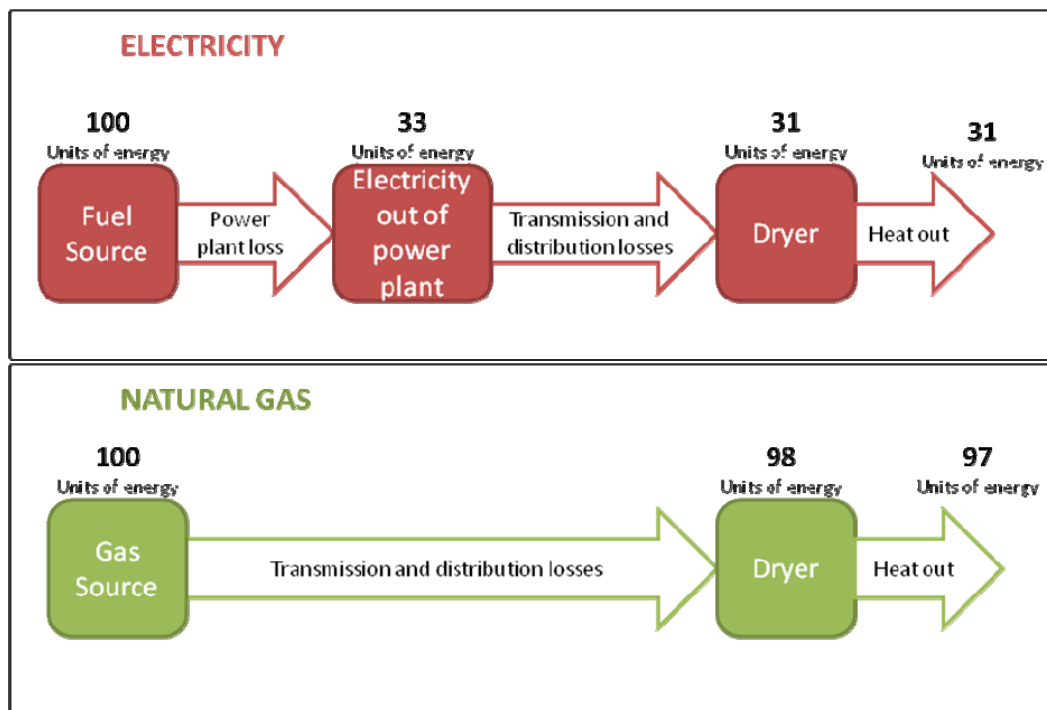 ELECTRICITY
100
Units of energy
33
Units of energy
31
Units of energy
31
Units of energy
Fuel
Source
Power
plant loss
Electricity
out of
power
plant
Transmission and
distribution losses
Dryer
Heat out
NATURAL GAS
100
Units of energy
98
Units of energy
97
Units of energy
Gas
Source
Transmission and distribution losses
Dryer
Heat out